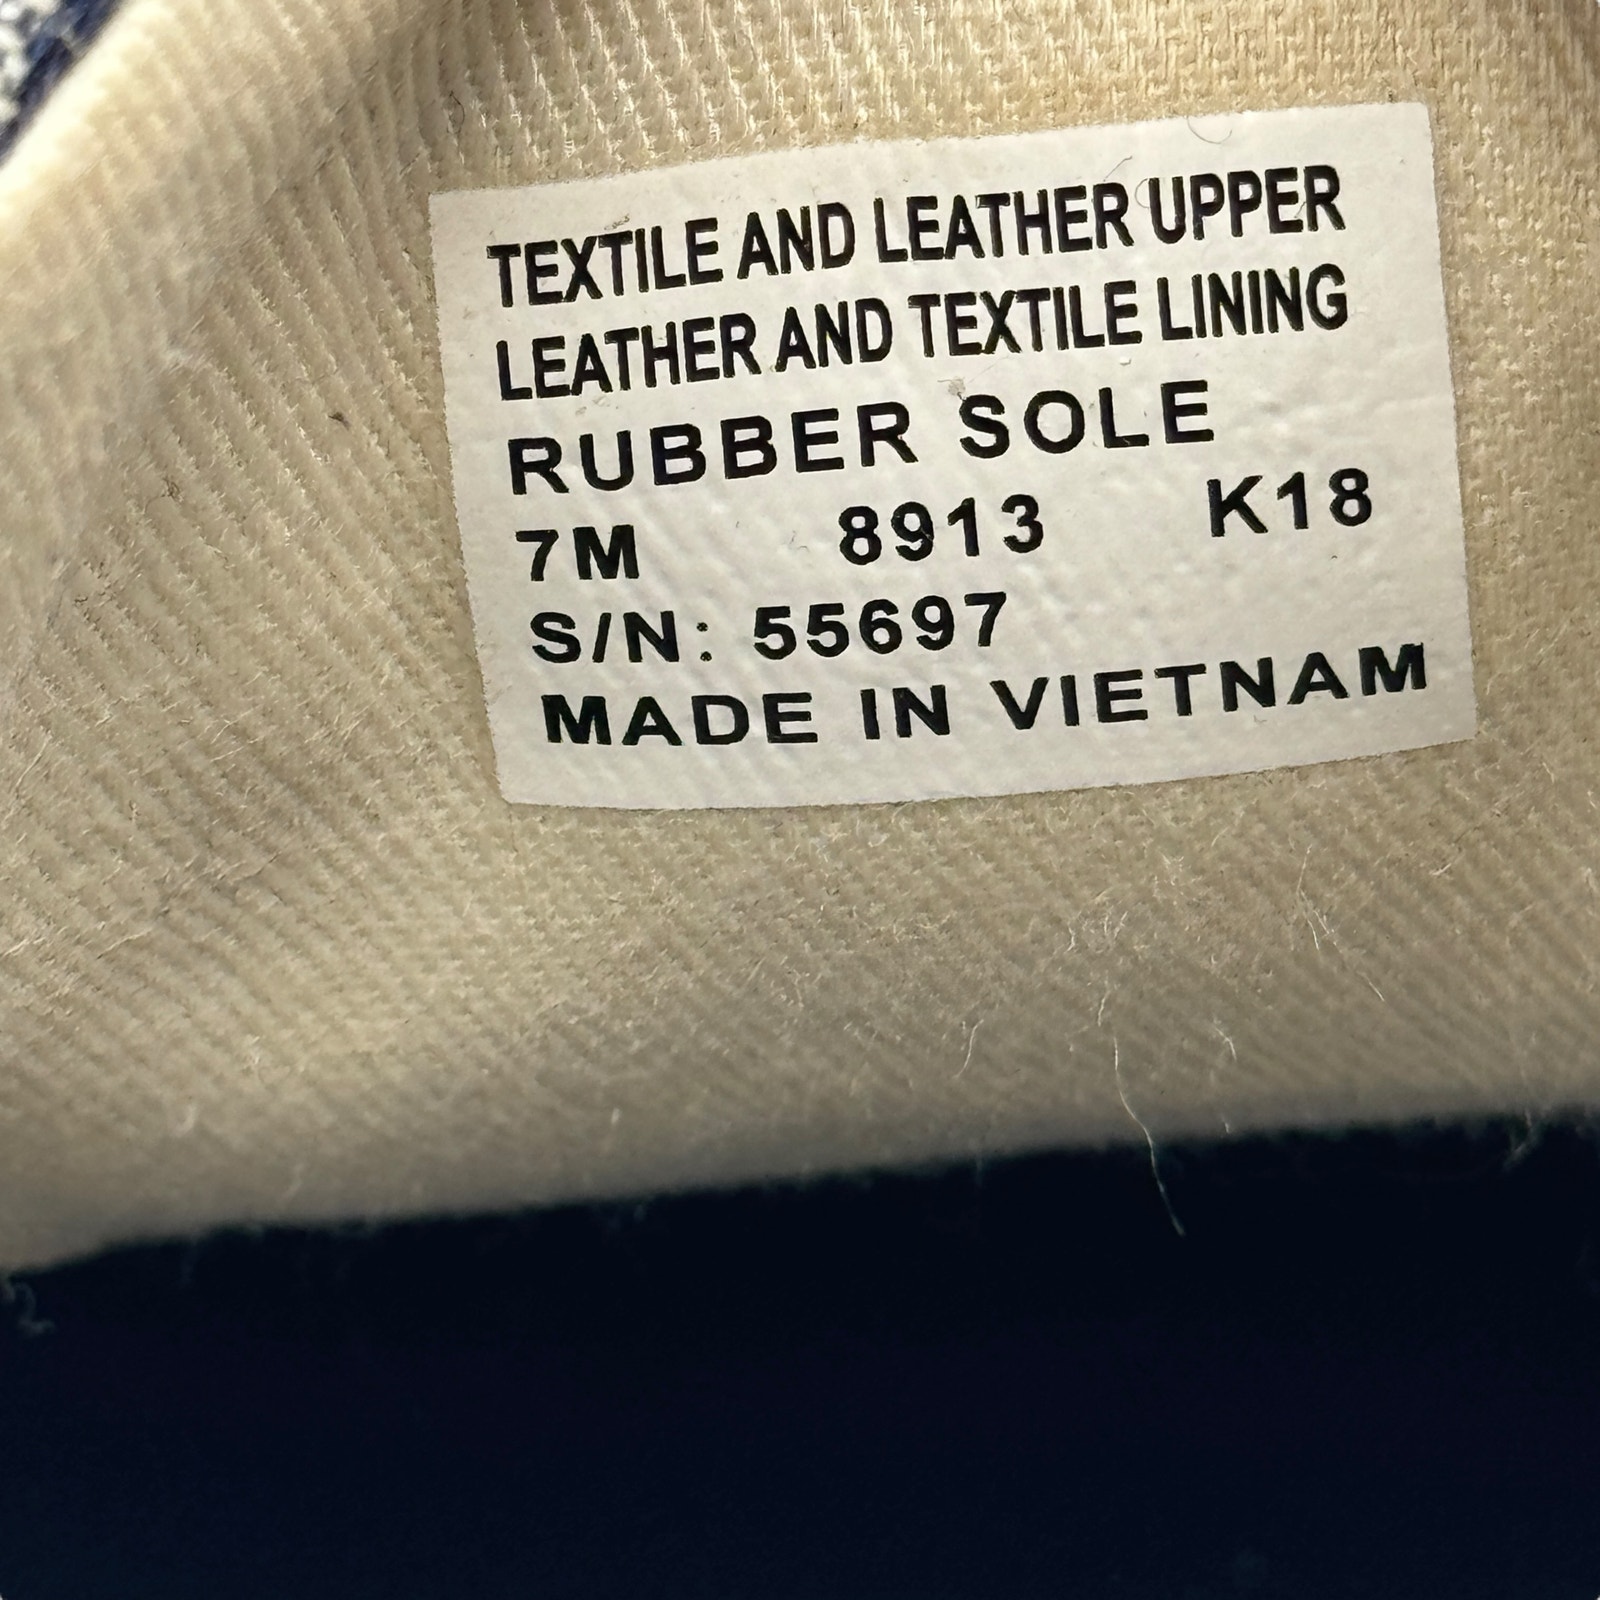 TEXTILE AND LEATHER UPPER
LEATHER AND TEXTILE LINING
RUBBER SOLE
7M 8913 K18
S/N: 55697
MADE IN VIETNAM